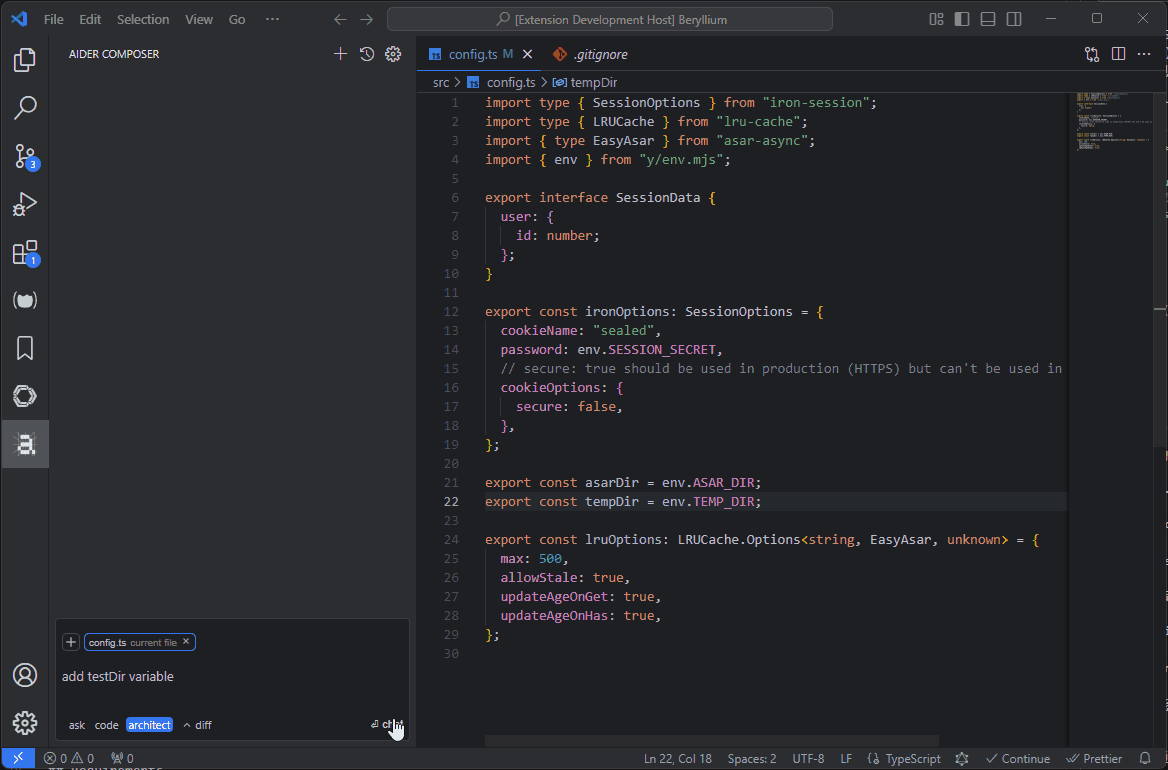 File Edit Selection View Go ··· [Extension Development Host] Beryllium
AIDER COMPOSER
TS config.ts M
.gitignore
src > TS config.ts > tempDir
1 import type { SessionOptions } from "iron-session";
2 import type { LRUCache } from "lru-cache";
3 import { type EasyAsar } from "asar-async";
4 import { env } from "y/env.mjs";
5
6 export interface SessionData {
7 user: {
8 id: number;
9 };
10 }
11
12 export const ironOptions: SessionOptions = {
13 cookieName: "sealed",
14 password: env.SESSION_SECRET,
15 // secure: true should be used in production (HTTPS) but can't be used in
16 cookieOptions: {
17 secure: false,
18 },
19 };
20
21 export const asarDir = env.ASAR_DIR;
22 export const tempDir = env.TEMP_DIR;
23
24 export const lruOptions: LRUCache.Options<string, EasyAsar, unknown> = {
25 max: 500,
26 allowStale: true,
27 updateAgeOnGet: true,
28 updateAgeOnHas: true,
29 };
30
3
1
a.
+ config.ts current file ×
add testDir variable
ask code architect ^ diff
0 0 0 Ln 22, Col 18 Spaces: 2 UTF-8 LF {} TypeScript Continue Prettier